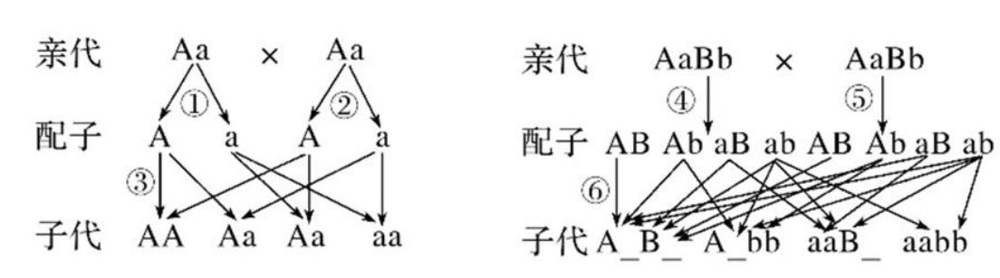 亲代 Aa × Aa
① ②
配子 A a A a
③
子代 AA Aa Aa aa
亲代 AaBb × AaBb
④ ⑤
配子 AB Ab aB ab AB Ab aB ab
⑥
子代 A_B_ A_bb aaB_ aabb